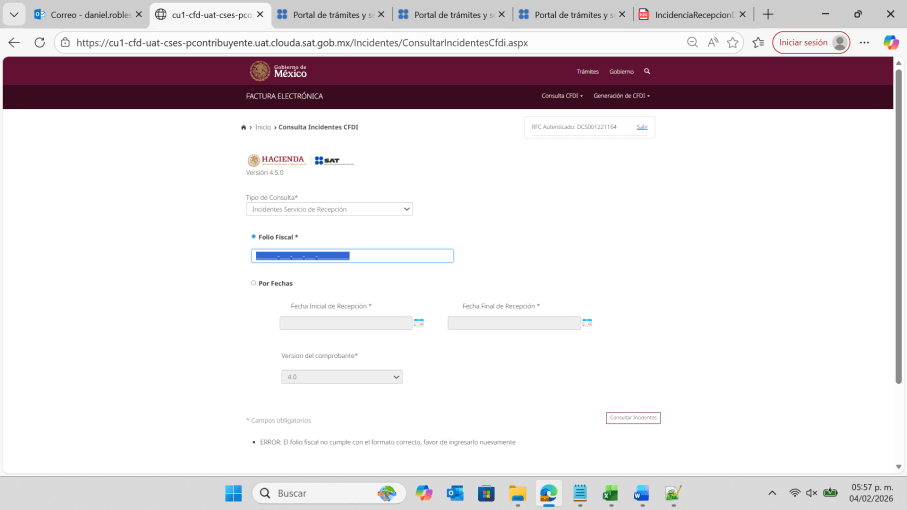 Correo - daniel.robles
cu1-cfd-uat-cses-pco
Portal de trámites y se
Portal de trámites y se
Portal de trámites y se
IncidenciaRecepcionD
https://cu1-cfd-uat-cses-pcontribuyente.uat.clouda.sat.gob.mx/Incidentes/ConsultarIncidentesCfdi.aspx
Iniciar sesión
Gobierno de
México
Trámites Gobierno
FACTURA ELECTRÓNICA
Consulta CFDI Generación de CFDI
Inicio › Consulta Incidentes CFDI
RFC Autenticado: DCS001221164 Salir
HACIENDA SAT
Versión 4.5.0
Tipo de Consulta*
Incidentes Servicio de Recepción
Folio Fiscal *
Por Fechas
Fecha Inicial de Recepción * Fecha Final de Recepción *
Version del comprobante*
4.0
* Campos obligatorios
Consultar Incidentes
ERROR: El folio fiscal no cumple con el formato correcto, favor de ingresarlo nuevamente
Buscar
05:57 p. m.
04/02/2026